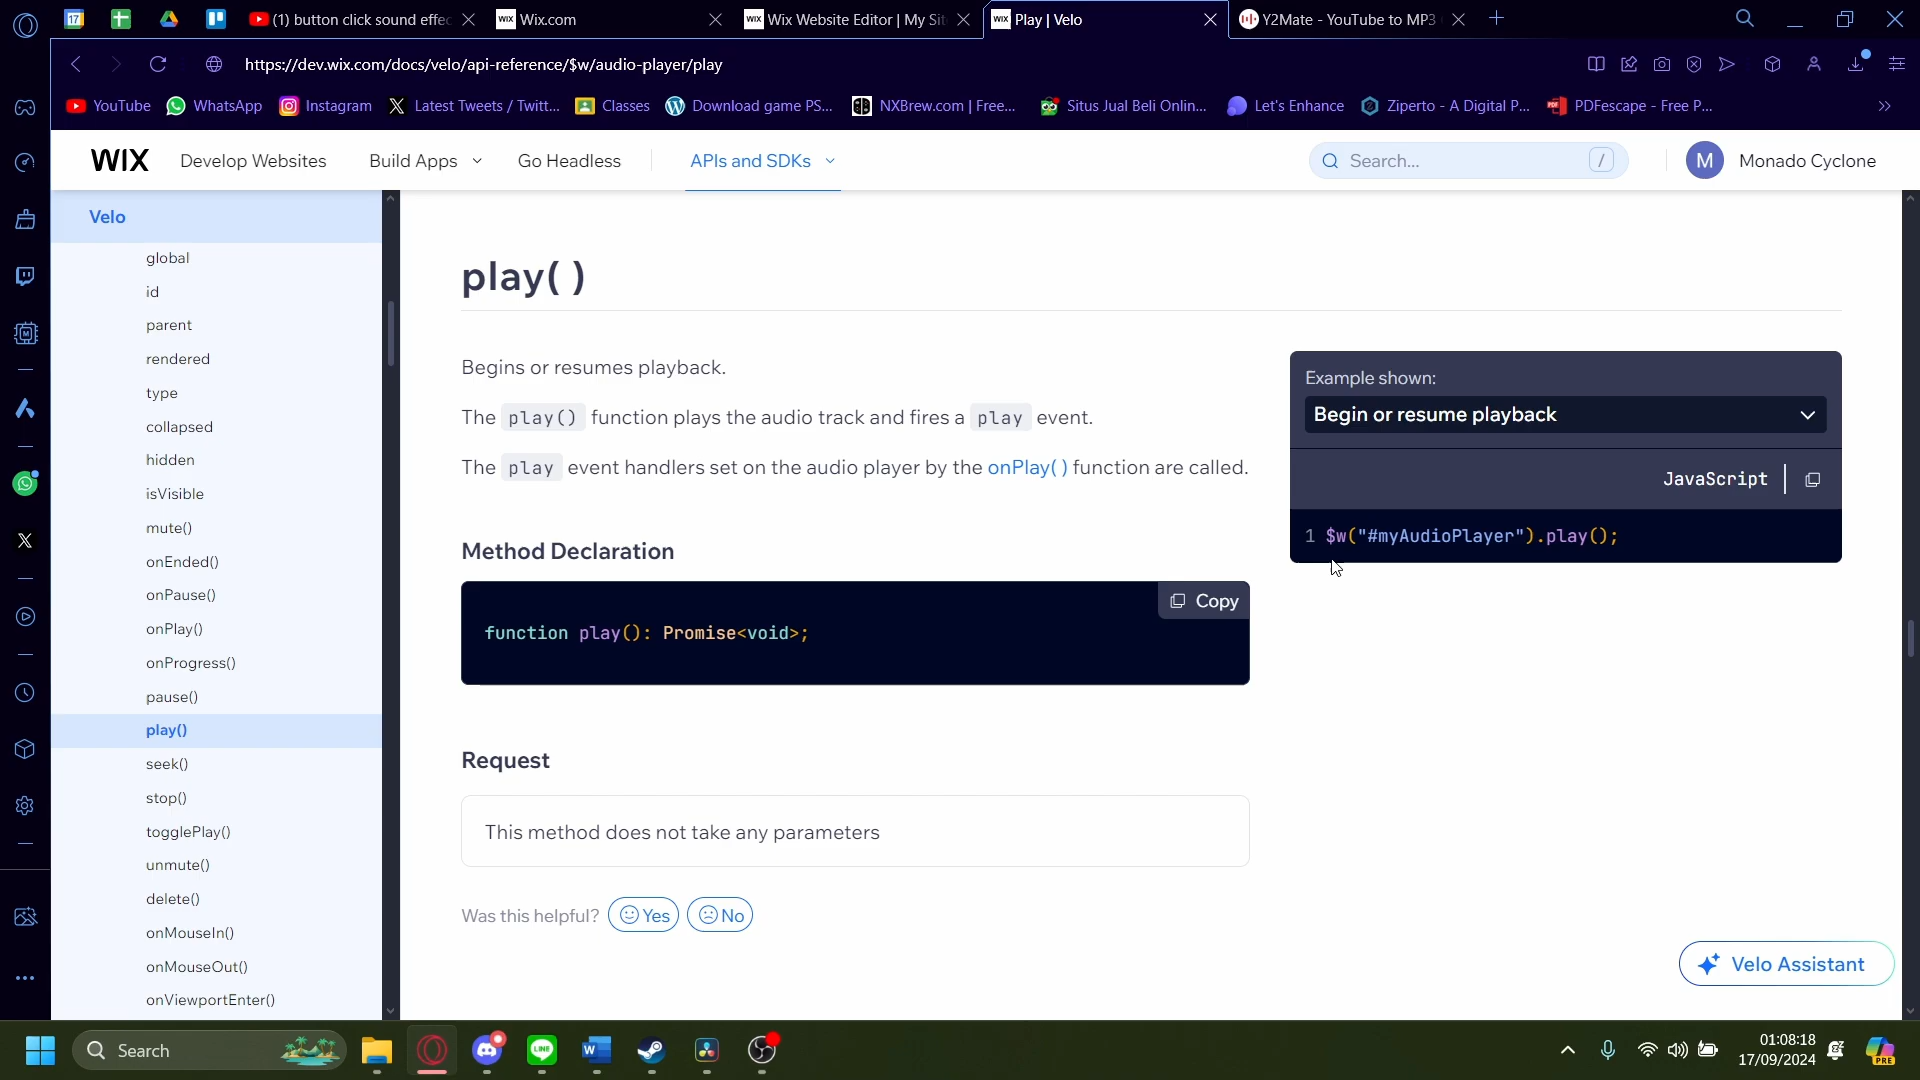 (1) button click sound effec
Wix.com
Wix Website Editor | My Sit
Play | Velo
Y2Mate - YouTube to MP3
https://dev.wix.com/docs/velo/api-reference/$w/audio-player/play
YouTube
WhatsApp
Instagram
Latest Tweets / Twitt...
Classes
Download game PS...
NXBrew.com | Free...
Situs Jual Beli Onlin...
Let's Enhance
Ziperto - A Digital P...
PDFescape - Free P...
WIX
Develop Websites
Build Apps
Go Headless
APIs and SDKs
Search...
/
M
Monado Cyclone
Velo
global
id
parent
rendered
type
collapsed
hidden
isVisible
mute()
onEnded()
onPause()
onPlay()
onProgress()
pause()
play()
seek()
stop()
togglePlay()
unmute()
delete()
onMouseIn()
onMouseOut()
onViewportEnter()
play( )
Begins or resumes playback.
The play() function plays the audio track and fires a play event.
The play event handlers set on the audio player by the onPlay( ) function are called.
Method Declaration
Copy
function play(): Promise<void>;
Request
This method does not take any parameters
Was this helpful?
Yes
No
Example shown:
Begin or resume playback
JavaScript
1 $w("#myAudioPlayer").play();
Velo Assistant
Search
01:08:18
17/09/2024